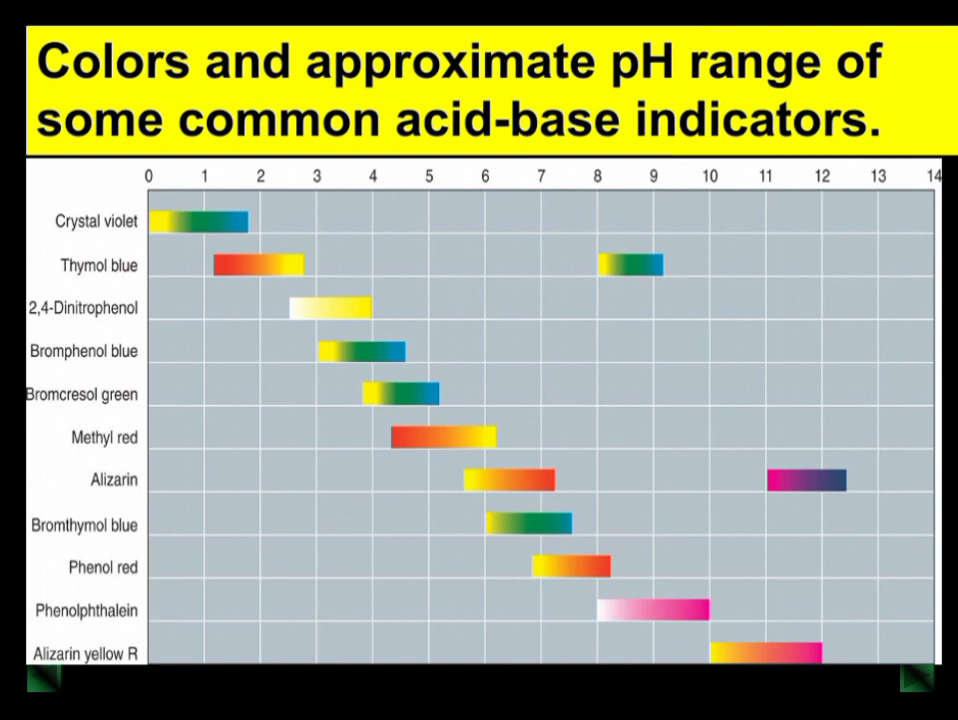 Colors and approximate pH range of
some common acid-base indicators.
0 1 2 3 4 5 6 7 8 9 10 11 12 13 14
Crystal violet
Thymol blue
2,4-Dinitrophenol
Bromphenol blue
Bromcresol green
Methyl red
Alizarin
Bromthymol blue
Phenol red
Phenolphthalein
Alizarin yellow R